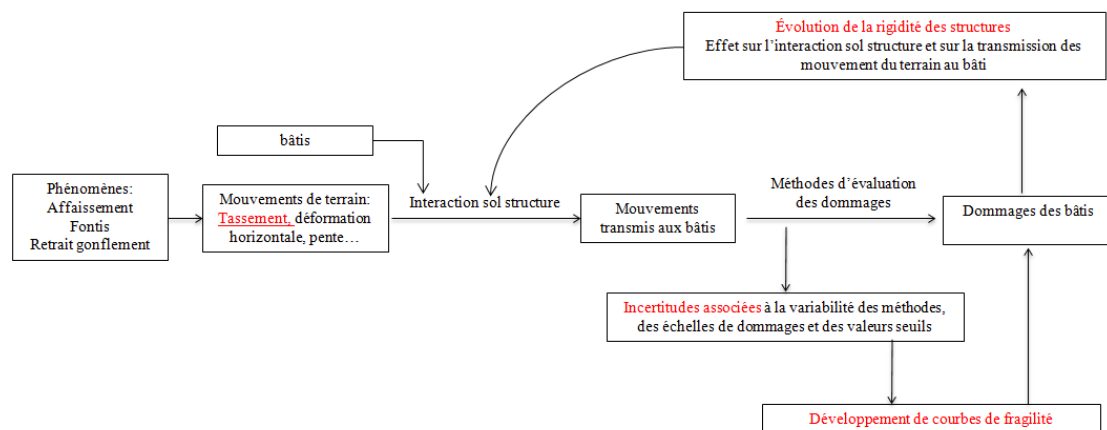 Évolution de la rigidité des structures
Effet sur l'interaction sol structure et sur la transmission des
mouvement du terrain au bâti
bâtis
Phénomènes:
Affaissement
Fontis
Retrait gonflement
Mouvements de terrain:
Tassement, déformation
horizontale, pente…
Interaction sol structure
Mouvements
transmis aux bâtis
Méthodes d'évaluation
des dommages
Dommages des bâtis
Incertitudes associées à la variabilité des méthodes,
des échelles de dommages et des valeurs seuils
Développement de courbes de fragilité